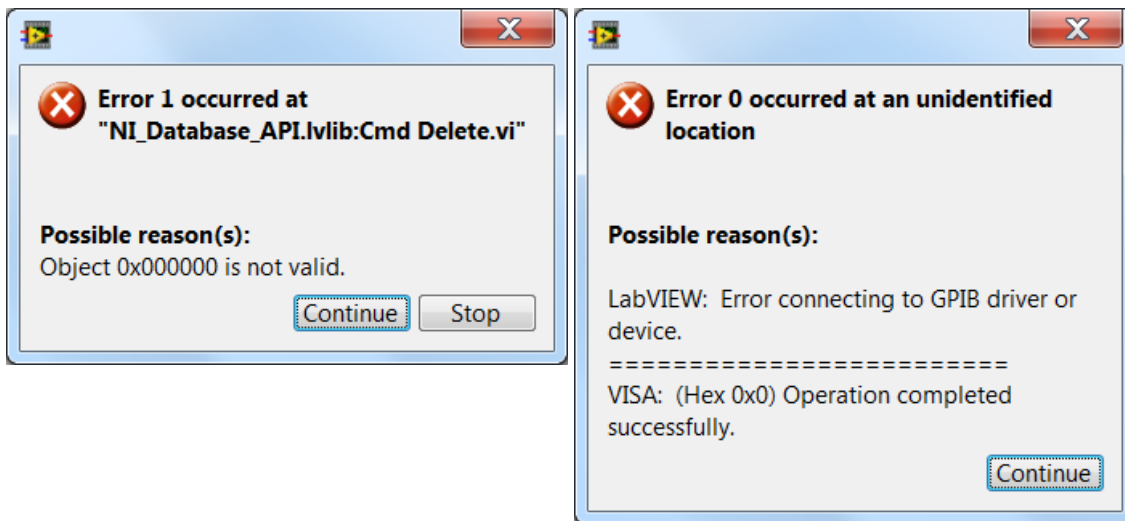 Error 1 occurred at
"NI_Database_API.lvlib:Cmd Delete.vi"
Possible reason(s):
Object 0x000000 is not valid.
Continue
Stop
Error 0 occurred at an unidentified
location
Possible reason(s):
LabVIEW:  Error connecting to GPIB driver or
device.
=========================
VISA:  (Hex 0x0) Operation completed
successfully.
Continue